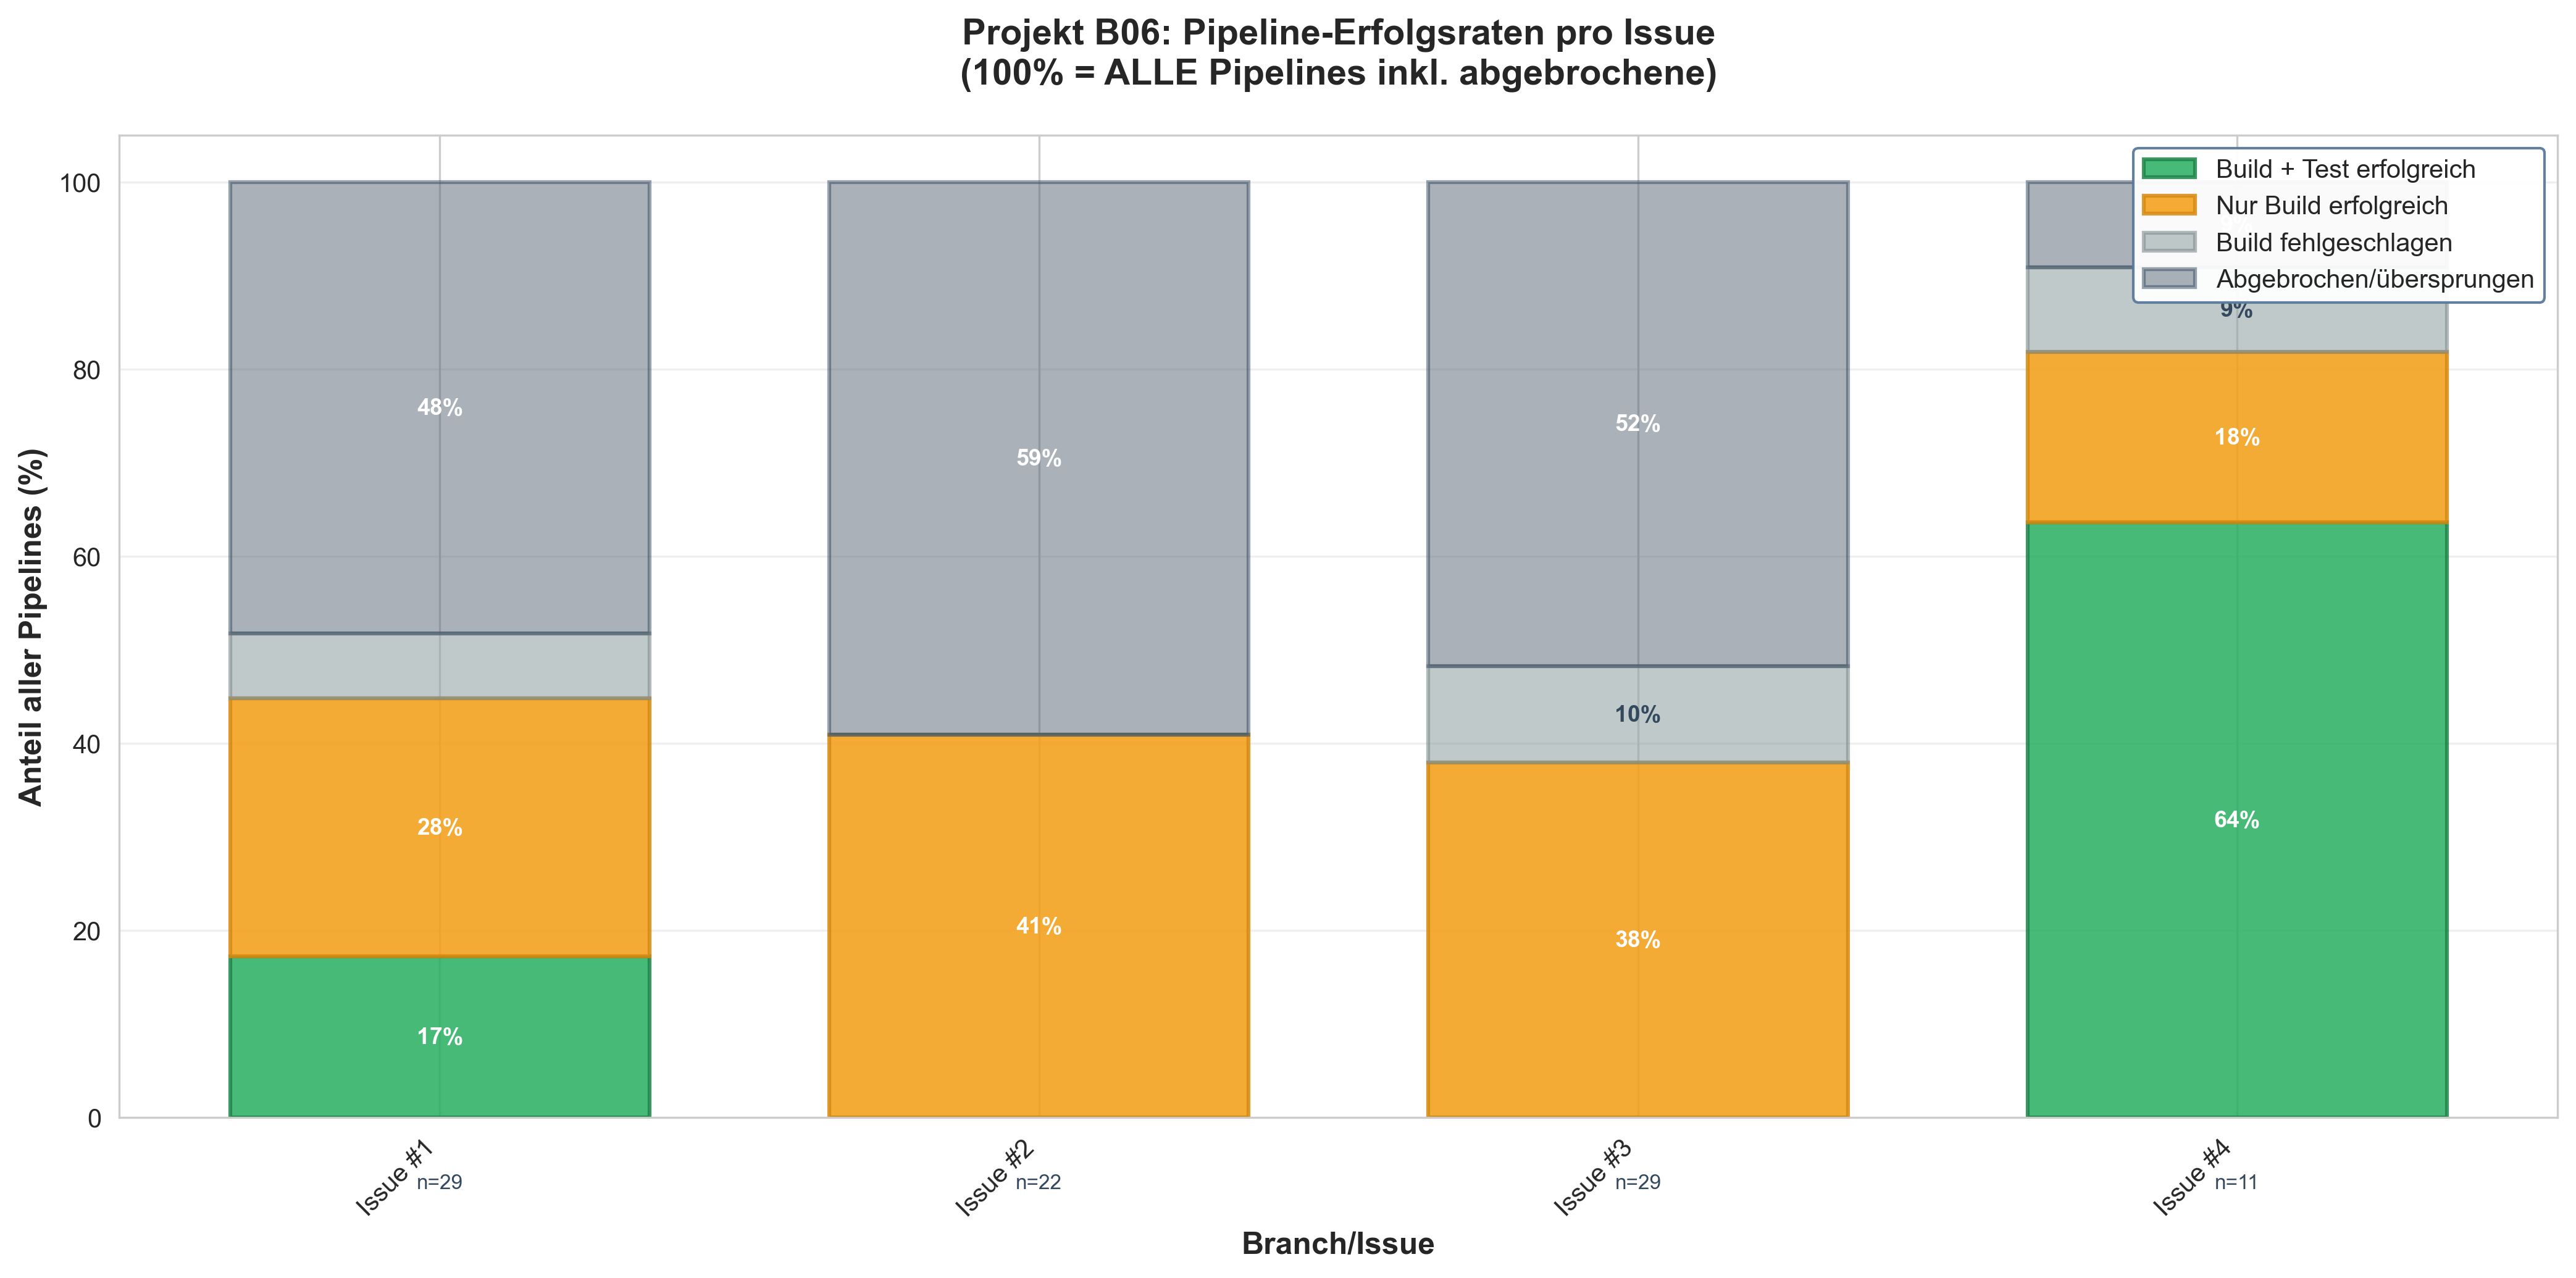 Projekt B06: Pipeline-Erfolgsraten pro Issue
(100% = ALLE Pipelines inkl. abgebrochene)
Build + Test erfolgreich
Nur Build erfolgreich
Build fehlgeschlagen
Abgebrochen/übersprungen
Anteil aller Pipelines (%)
100
80
60
40
20
0
48%
28%
17%
59%
41%
52%
10%
38%
9%
18%
64%
Issue #1
n=29
Issue #2
n=22
Issue #3
n=29
Issue #4
n=11
Branch/Issue